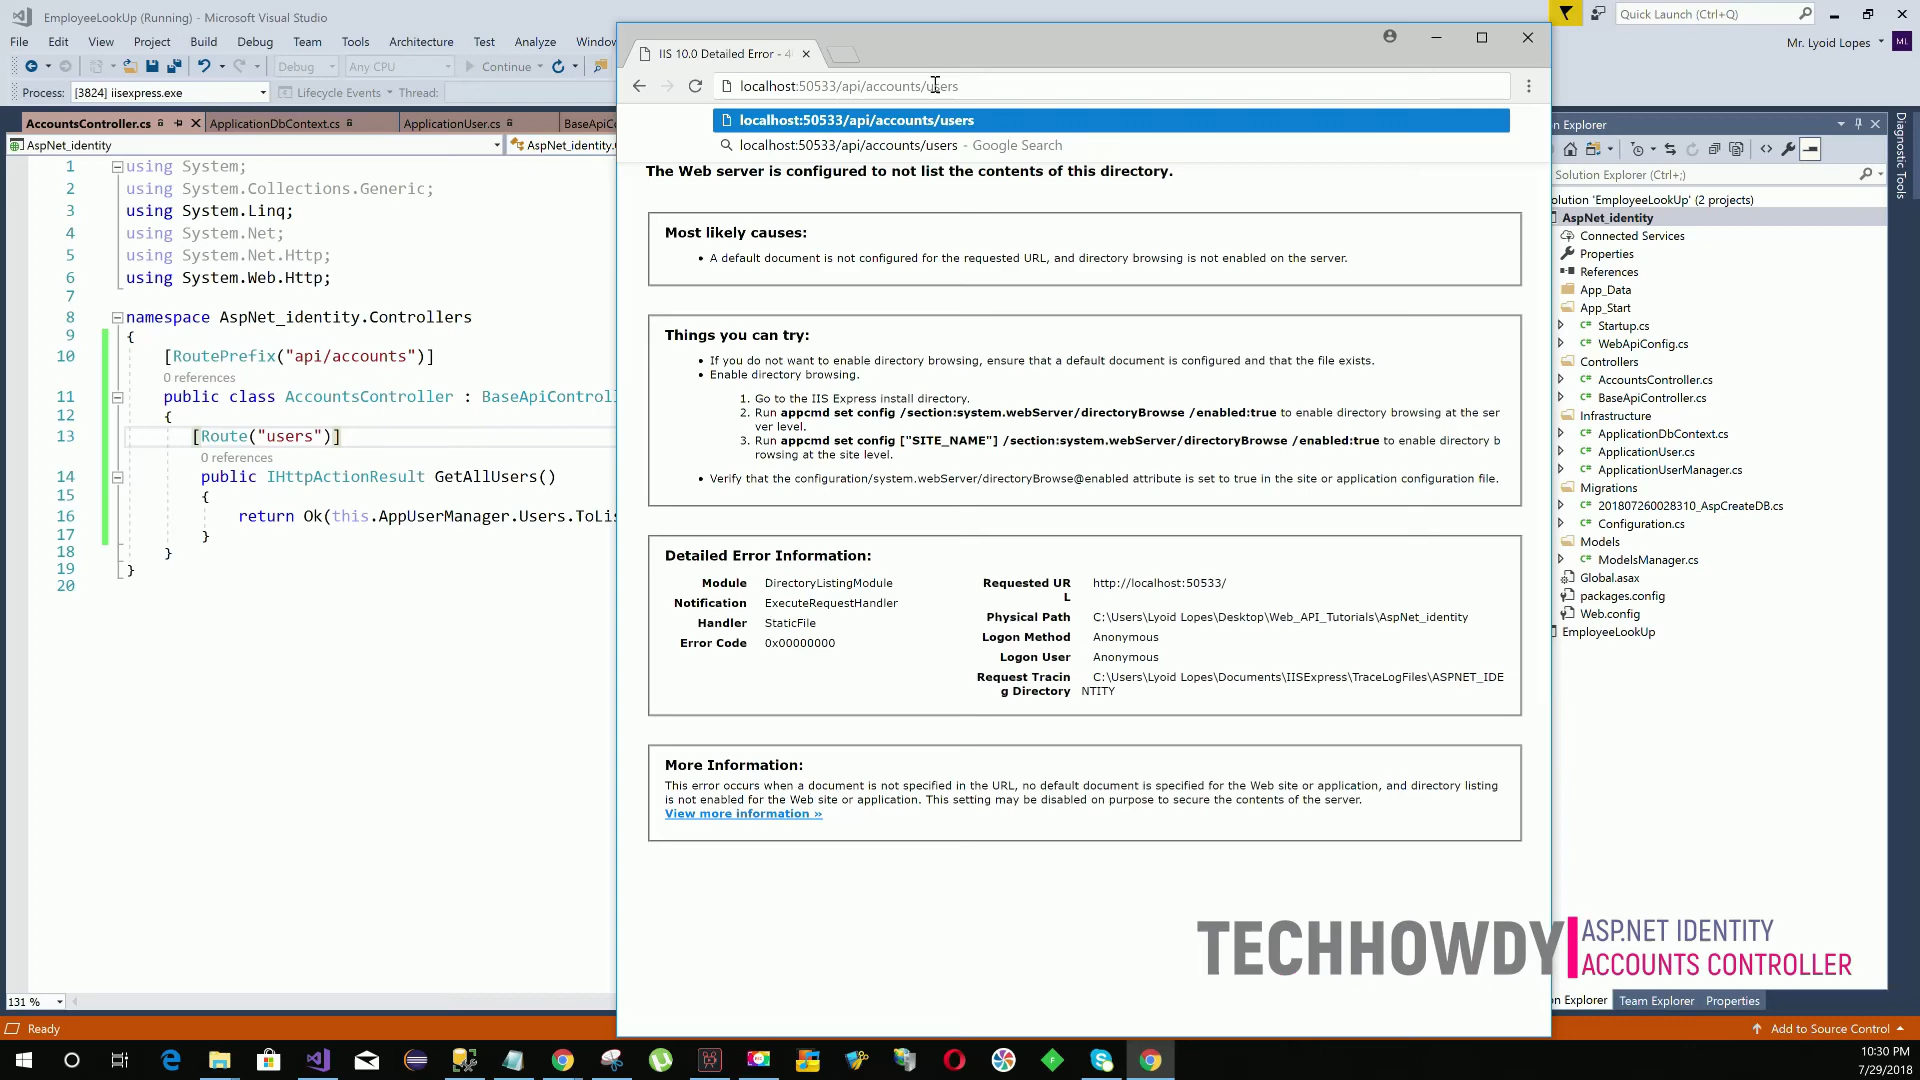 EmployeeLookUp (Running) - Microsoft Visual Studio
Quick Launch (Ctrl+Q)
File Edit View Project Build Debug Team Tools Architecture Test Analyze Window
Mr. Lyoid Lopes ML
Debug Any CPU Continue
Process: [3824] iisexpress.exe Lifecycle Events Thread:
AccountsController.cs ApplicationDbContext.cs ApplicationUser.cs BaseApiCo
AspNet_identity AspNet_identity.
1 using System;
2 using System.Collections.Generic;
3 using System.Linq;
4 using System.Net;
5 using System.Net.Http;
6 using System.Web.Http;
7
8 namespace AspNet_identity.Controllers
9 {
10 [RoutePrefix("api/accounts")]
0 references
11 public class AccountsController : BaseApiControl
12 {
13 [Route("users")]
0 references
14 public IHttpActionResult GetAllUsers()
15 {
16 return Ok(this.AppUserManager.Users.ToLis
17 }
18 }
19 }
20
131 %
Ready
IIS 10.0 Detailed Error - 4
localhost:50533/api/accounts/users
localhost:50533/api/accounts/users
localhost:50533/api/accounts/users - Google Search
The Web server is configured to not list the contents of this directory.
Most likely causes:
• A default document is not configured for the requested URL, and directory browsing is not enabled on the server.
Things you can try:
• If you do not want to enable directory browsing, ensure that a default document is configured and that the file exists.
• Enable directory browsing.
1. Go to the IIS Express install directory.
2. Run appcmd set config /section:system.webServer/directoryBrowse /enabled:true to enable directory browsing at the ser
ver level.
3. Run appcmd set config ["SITE_NAME"] /section:system.webServer/directoryBrowse /enabled:true to enable directory b
rowsing at the site level.
• Verify that the configuration/system.webServer/directoryBrowse@enabled attribute is set to true in the site or application configuration file.
Detailed Error Information:
Module DirectoryListingModule
Notification ExecuteRequestHandler
Handler StaticFile
Error Code 0x00000000
Requested UR
L http://localhost:50533/
Physical Path C:\Users\Lyoid Lopes\Desktop\Web_API_Tutorials\AspNet_identity
Logon Method Anonymous
Logon User Anonymous
Request Tracin C:\Users\Lyoid Lopes\Documents\IISExpress\TraceLogFiles\ASPNET_IDE
g Directory NTITY
More Information:
This error occurs when a document is not specified in the URL, no default document is specified for the Web site or application, and directory listing
is not enabled for the Web site or application. This setting may be disabled on purpose to secure the contents of the server.
View more information »
on Explorer
Solution Explorer (Ctrl+;)
olution 'EmployeeLookUp' (2 projects)
AspNet_identity
Connected Services
Properties
References
App_Data
App_Start
Startup.cs
WebApiConfig.cs
Controllers
AccountsController.cs
BaseApiController.cs
Infrastructure
ApplicationDbContext.cs
ApplicationUser.cs
ApplicationUserManager.cs
Migrations
201807260028310_AspCreateDB.cs
Configuration.cs
Models
ModelsManager.cs
Global.asax
packages.config
Web.config
EmployeeLookUp
Diagnostic Tools
TECHHOWDY
ASP.NET IDENTITY
ACCOUNTS CONTROLLER
on Explorer Team Explorer Properties
Add to Source Control
10:30 PM
7/29/2018